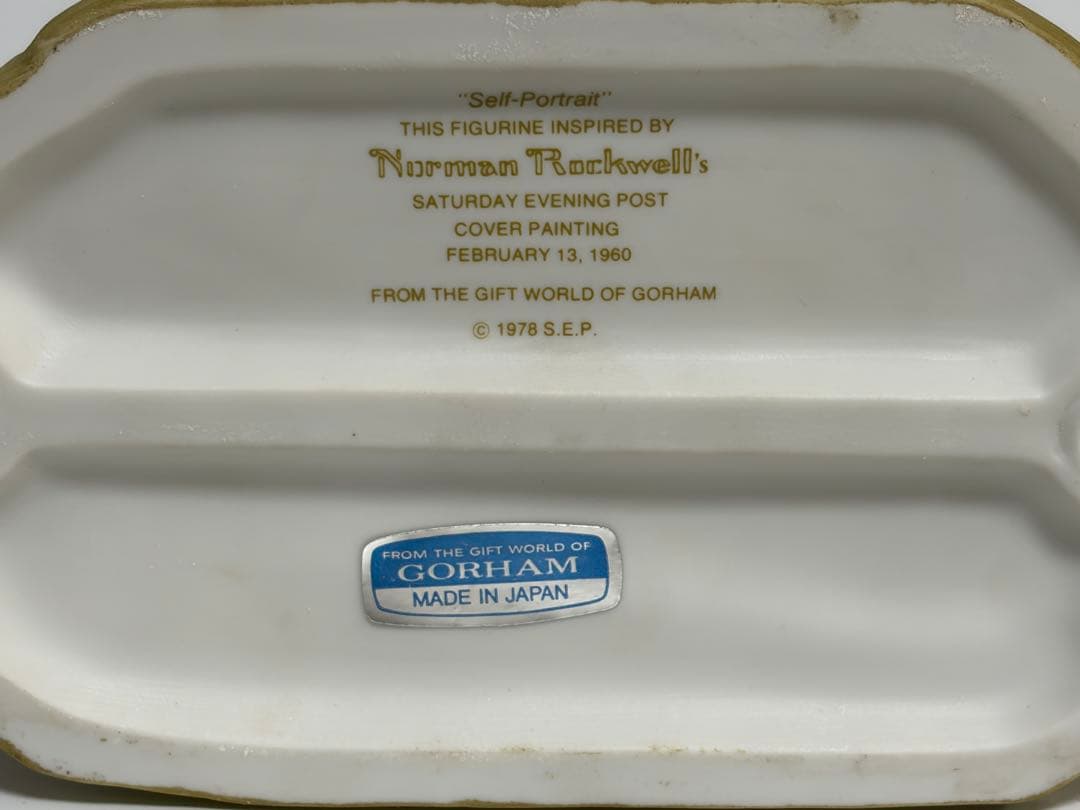 "Self-Portrait"
THIS FIGURINE INSPIRED BY
Norman Rockwell's
SATURDAY EVENING POST
COVER PAINTING
FEBRUARY 13, 1960
FROM THE GIFT WORLD OF GORHAM
© 1978 S.E.P.
FROM THE GIFT WORLD OF
GORHAM
MADE IN JAPAN